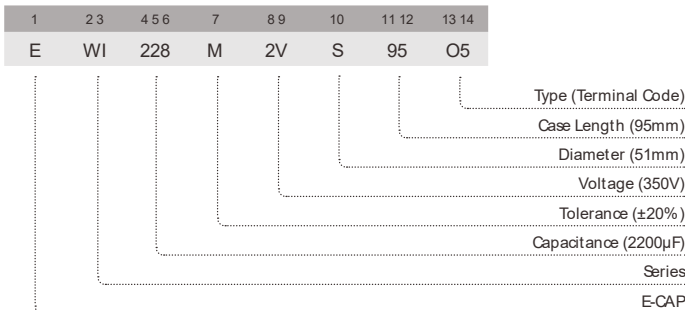 1 2 3 4 5 6 7 8 9 10 11 12 13 14
E WI 228 M 2V S 95 O5
Type (Terminal Code)
Case Length (95mm)
Diameter (51mm)
Voltage (350V)
Tolerance (±20%)
Capacitance (2200µF)
Series
E-CAP